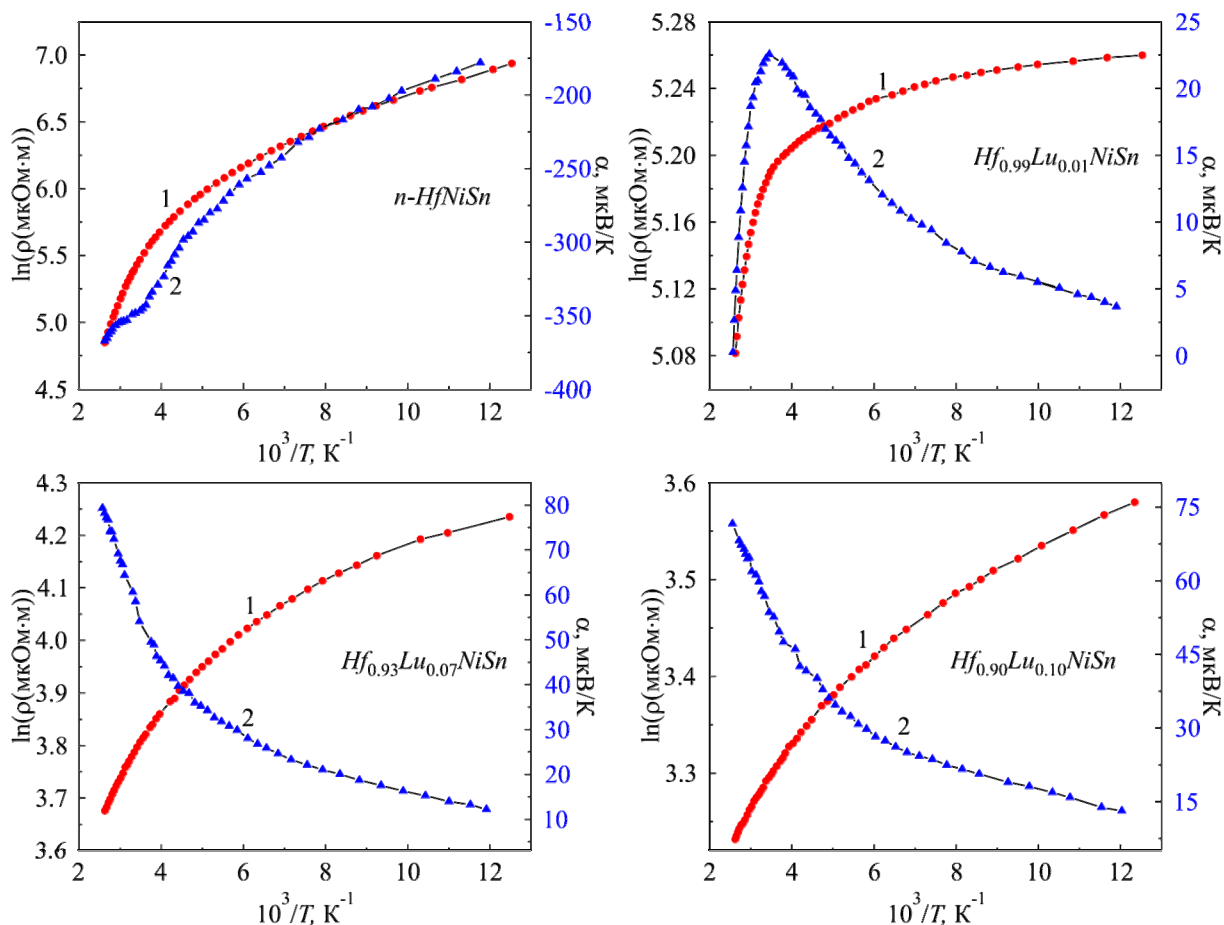 ln(ρ(мкОм·м))
7.0
6.5
6.0
5.5
5.0
4.5
1
2
n-HfNiSn
-150
-200
-250
-300
-350
-400
α, мкВ/К
2 4 6 8 10 12
10³/T, К⁻¹
ln(ρ(мкОм·м))
5.28
5.24
5.20
5.16
5.12
5.08
1
2
Hf₀.₉₉Lu₀.₀₁NiSn
25
20
15
10
5
0
α, мкВ/К
2 4 6 8 10 12
10³/T, К⁻¹
ln(ρ(мкОм·м))
4.3
4.2
4.1
4.0
3.9
3.8
3.7
3.6
1
2
Hf₀.₉₃Lu₀.₀₇NiSn
80
70
60
50
40
30
20
10
α, мкВ/К
2 4 6 8 10 12
10³/T, К⁻¹
ln(ρ(мкОм·м))
3.6
3.5
3.4
3.3
1
2
Hf₀.₉₀Lu₀.₁₀NiSn
75
60
45
30
15
α, мкВ/К
2 4 6 8 10 12
10³/T, К⁻¹